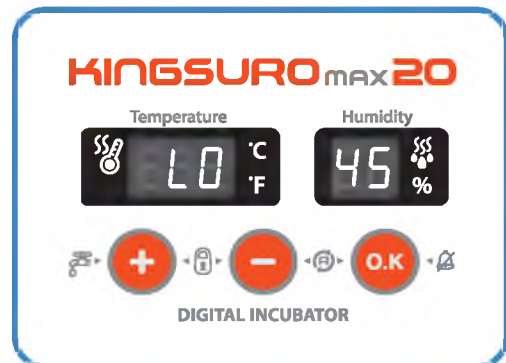 KINGSURO max 20
Temperature Humidity
LO °C °F 45 %
+ - O.K
DIGITAL INCUBATOR